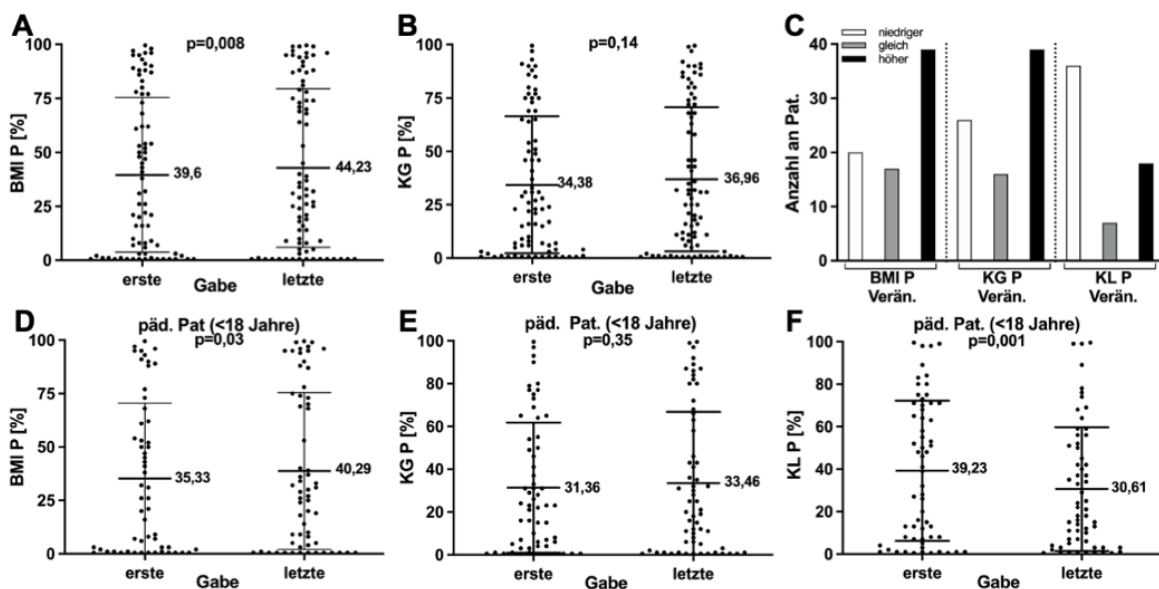 A
p=0,008
100
75
50
25
0
BMI P [%]
39,6
44,23
erste
letzte
Gabe
B
p=0,14
100
75
50
25
0
KG P [%]
34,38
36,96
erste
letzte
Gabe
C
niedriger
gleich
höher
40
30
20
10
0
Anzahl an Pat.
BMI P
Verän.
KG P
Verän.
KL P
Verän.
D
päd. Pat (<18 Jahre)
p=0,03
100
75
50
25
0
BMI P [%]
35,33
40,29
erste
letzte
Gabe
E
päd. Pat. (<18 Jahre)
p=0,35
100
80
60
40
20
0
KG P [%]
31,36
33,46
erste
letzte
Gabe
F
päd. Pat. (<18 Jahre)
p=0,001
100
80
60
40
20
0
KL P [%]
39,23
30,61
erste
letzte
Gabe